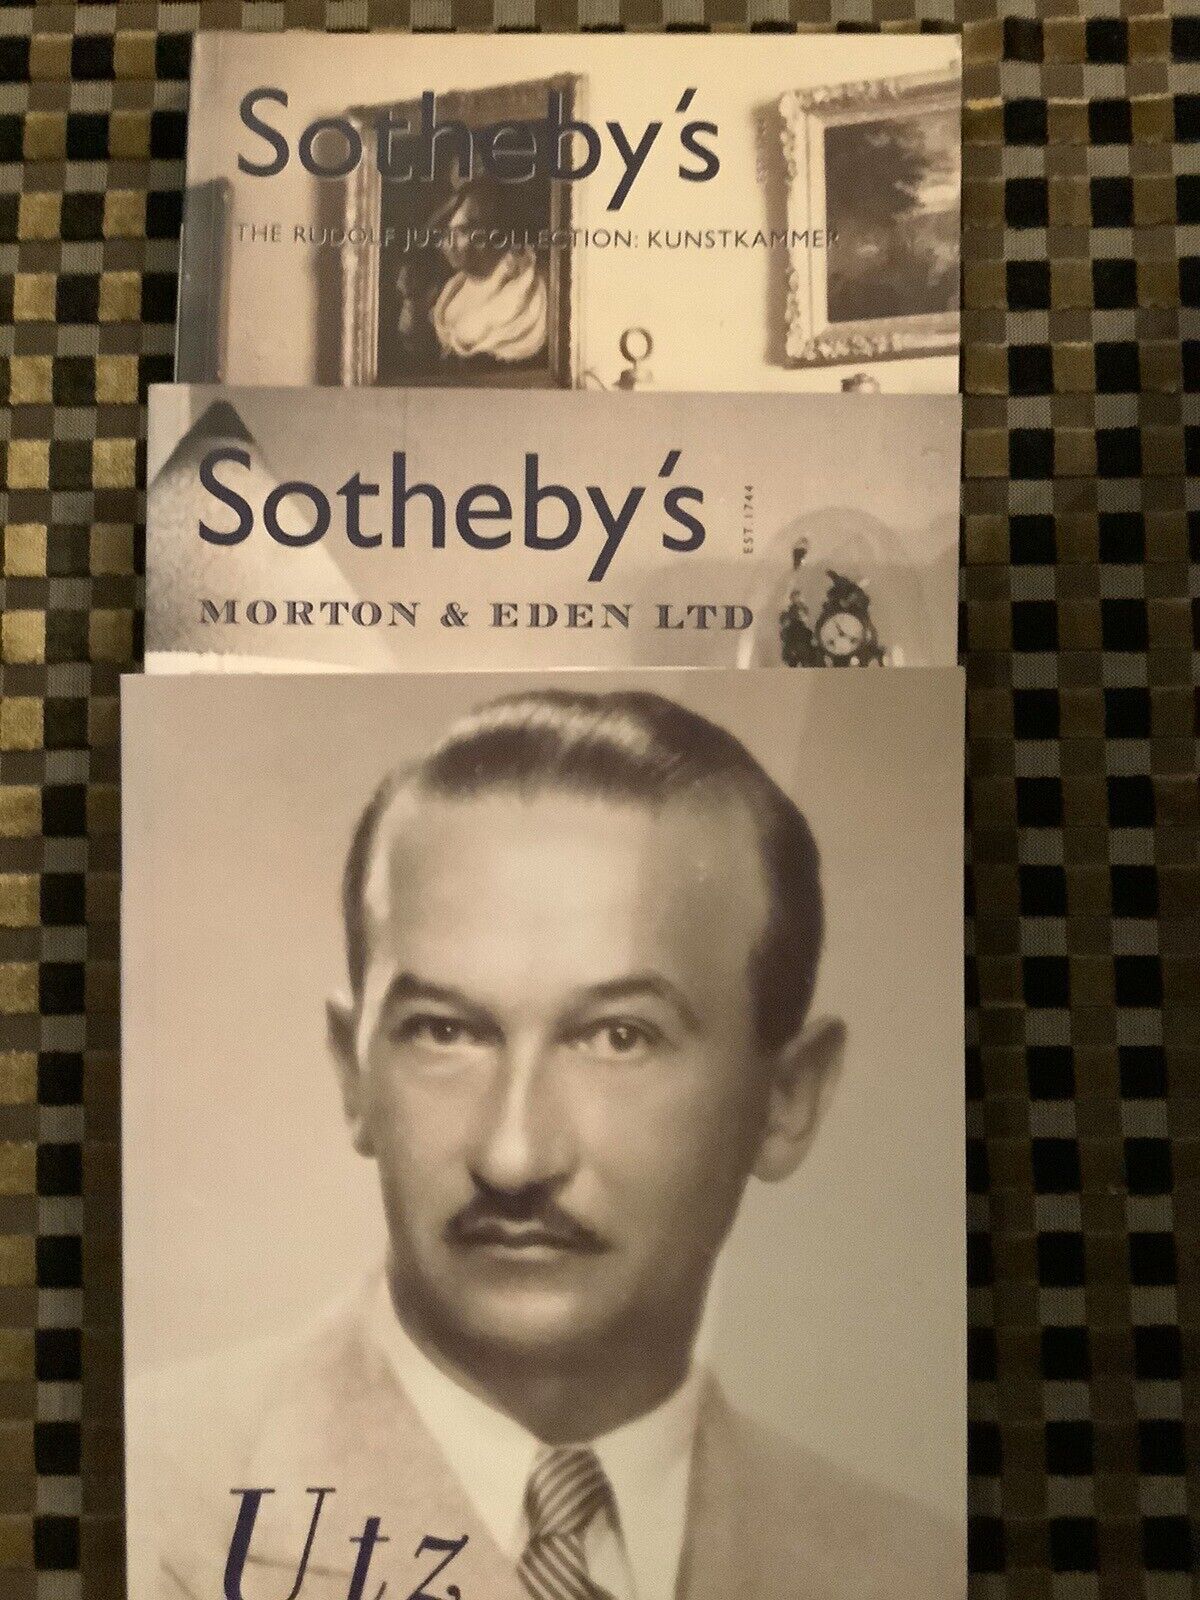 Sotheby's
THE RUDOLF JUST COLLECTION: KUNSTKAMMER
Sotheby's
EST. 1744
MORTON & EDEN LTD
Utz